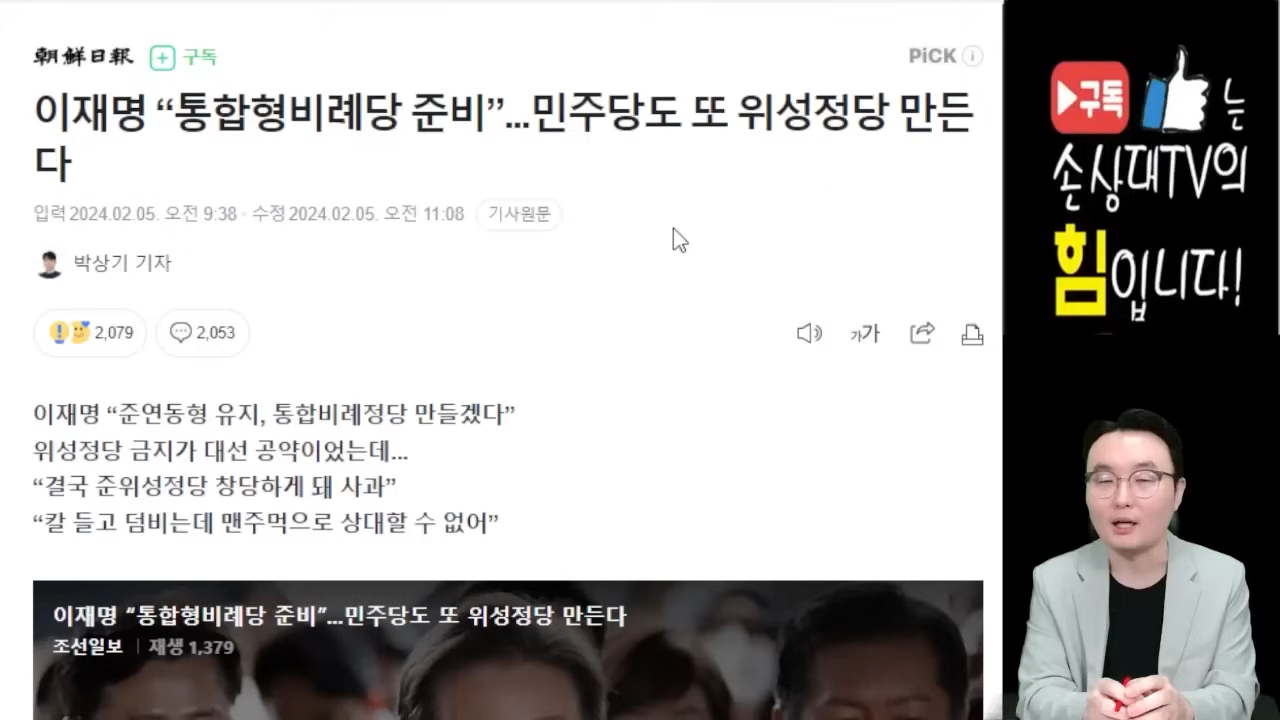 朝鮮日報 구독
PiCK
이재명 “통합형비례당 준비”...민주당도 또 위성정당 만든
다
입력 2024.02.05. 오전 9:38 · 수정 2024.02.05. 오전 11:08 기사원문
박상기 기자
2,079 2,053
가가
이재명 “준연동형 유지, 통합비례정당 만들겠다”
위성정당 금지가 대선 공약이었는데...
“결국 준위성정당 창당하게 돼 사과”
“칼 들고 덤비는데 맨주먹으로 상대할 수 없어”
이재명 “통합형비례당 준비”...민주당도 또 위성정당 만든다
조선일보 | 재생 1,379
구독 는
손상대TV의
힘입니다!